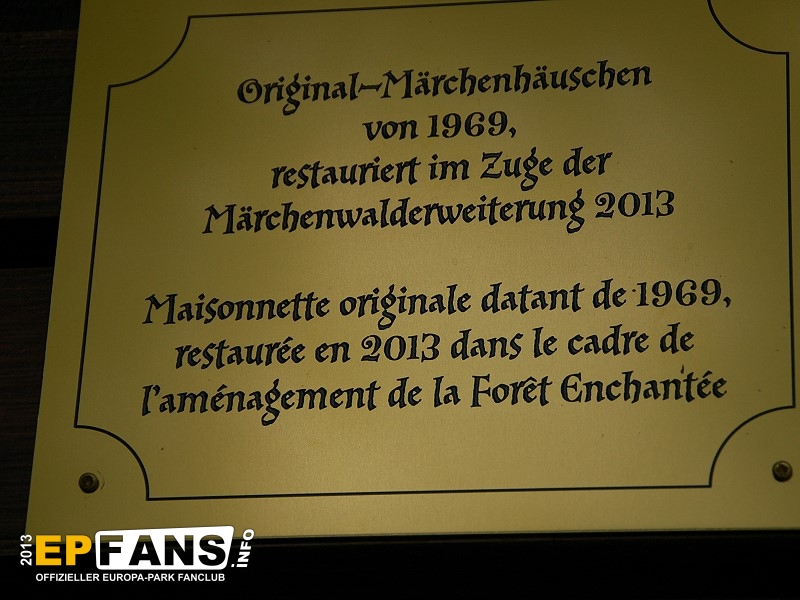 Original-Märchenhäuschen
von 1969,
restauriert im Zuge der
Märchenwalderweiterung 2013
Maisonnette originale datant de 1969,
restaurée en 2013 dans le cadre de
l'aménagement de la Forêt Enchantée
2013 EPFANS.INFO
OFFIZIELLER EUROPA-PARK FANCLUB